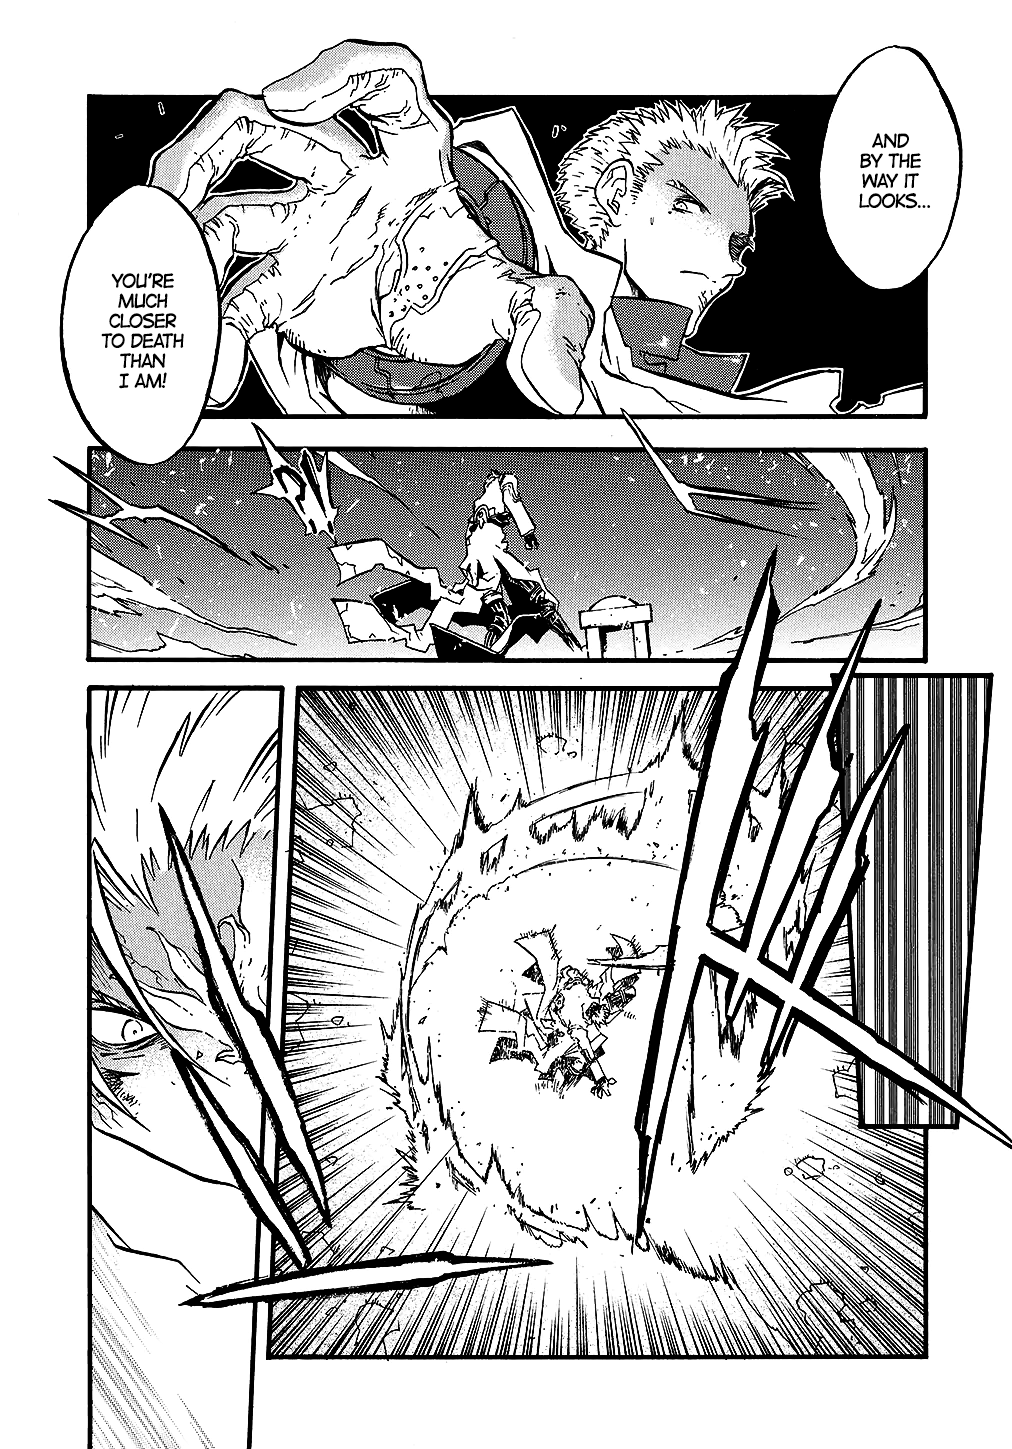 AND
BY THE
WAY IT
LOOKS...
YOU'RE
MUCH
CLOSER
TO DEATH
THAN
I AM!